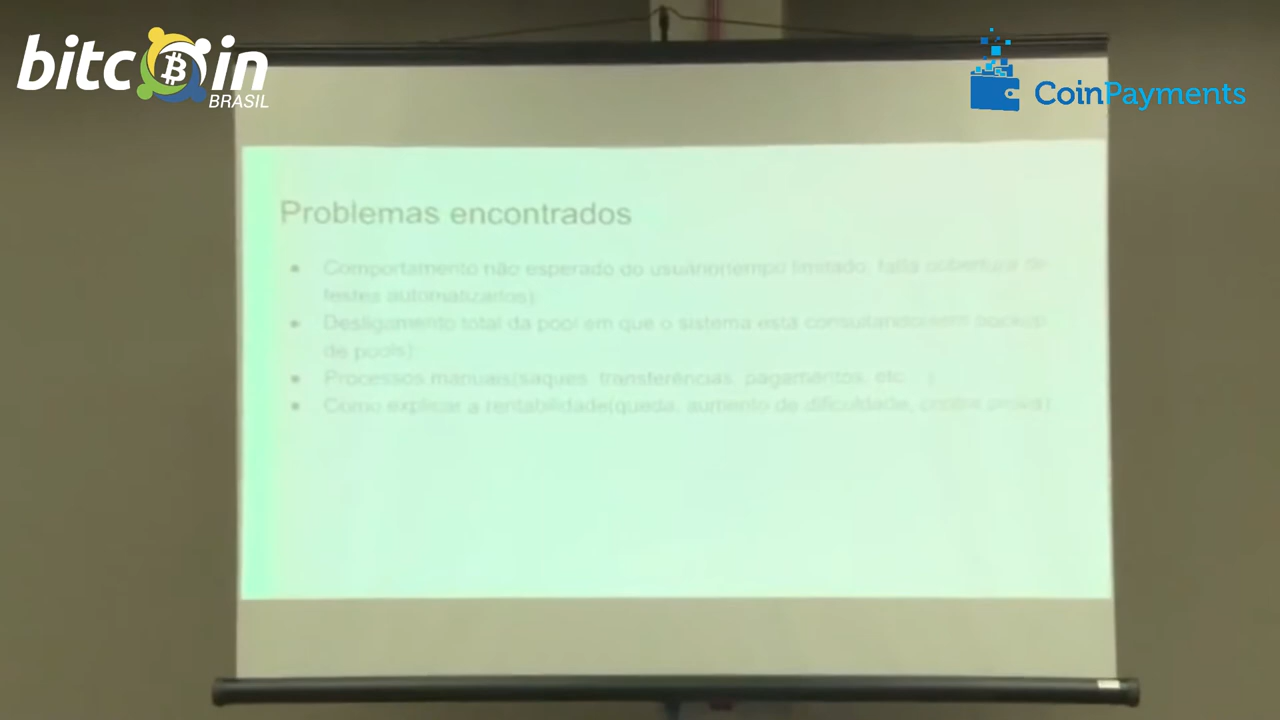 bitcoin
BRASIL
CoinPayments
Problemas encontrados
• Comportamento não esperado do usuário(tempo limitado, falta cobertura de
testes automatizados)
• Desligamento total da pool em que o sistema está consultando(sem backup
de pools)
• Processos manuais(saques, transferências, pagamentos, etc...)
• Como explicar a rentabilidade(queda, aumento de dificuldade,